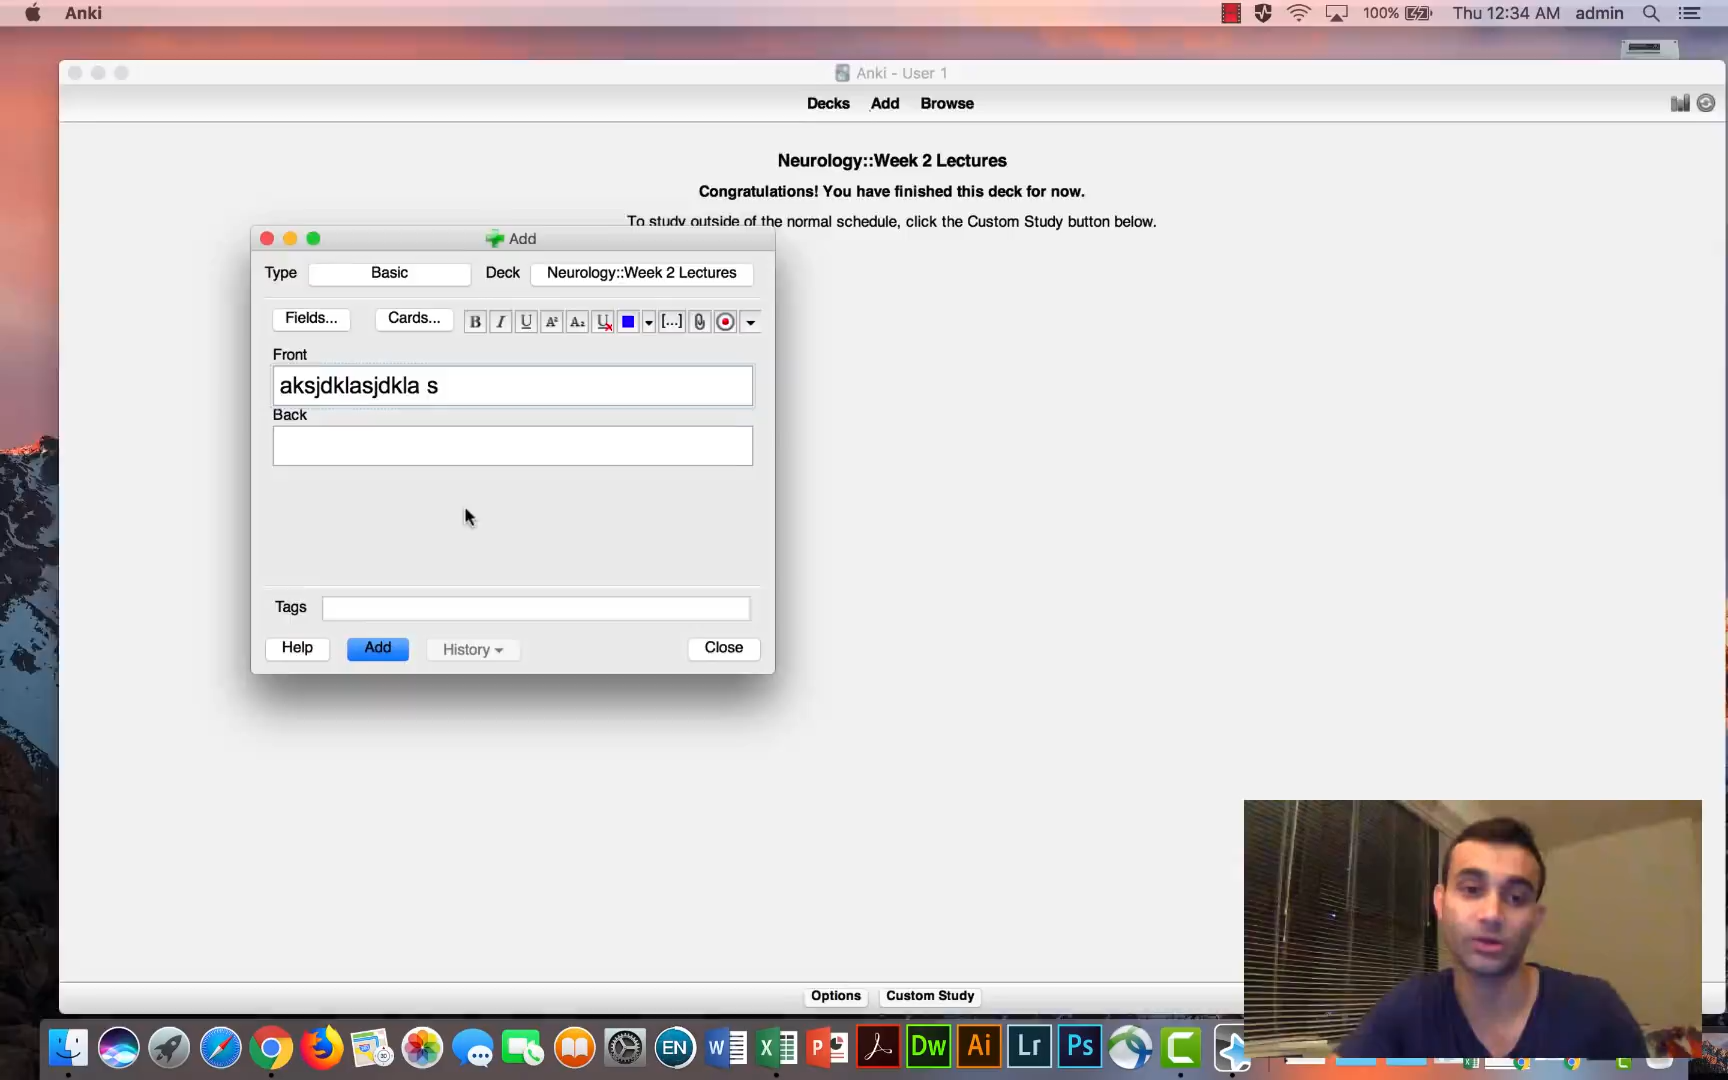 Anki
100%
Thu 12:34 AM
admin
Anki - User 1
Decks
Add
Browse
Neurology::Week 2 Lectures
Congratulations! You have finished this deck for now.
To study outside of the normal schedule, click the Custom Study button below.
Add
Type
Basic
Deck
Neurology::Week 2 Lectures
Fields...
Cards...
B
I
U
A²
A₂
U
[...]
Front
aksjdklasjdkla s
Back
Tags
Help
Add
History
Close
Options
Custom Study
EN
W
X
P
Dw
Ai
Lr
Ps
C